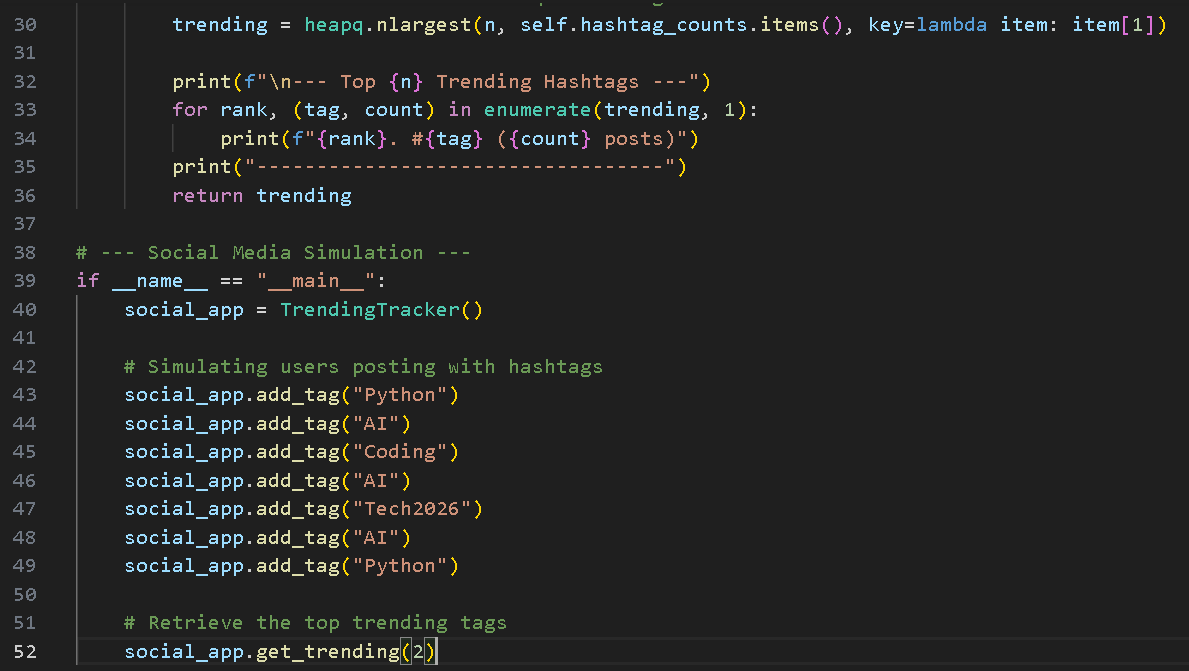 30 trending = heapq.nlargest(n, self.hashtag_counts.items(), key=lambda item: item[1])
31
32 print(f"\n--- Top {n} Trending Hashtags ---")
33 for rank, (tag, count) in enumerate(trending, 1):
34 print(f"{rank}. #{tag} ({count} posts)")
35 print("----------------------------------")
36 return trending
37
38 # --- Social Media Simulation ---
39 if __name__ == "__main__":
40 social_app = TrendingTracker()
41
42 # Simulating users posting with hashtags
43 social_app.add_tag("Python")
44 social_app.add_tag("AI")
45 social_app.add_tag("Coding")
46 social_app.add_tag("AI")
47 social_app.add_tag("Tech2026")
48 social_app.add_tag("AI")
49 social_app.add_tag("Python")
50
51 # Retrieve the top trending tags
52 social_app.get_trending(2)